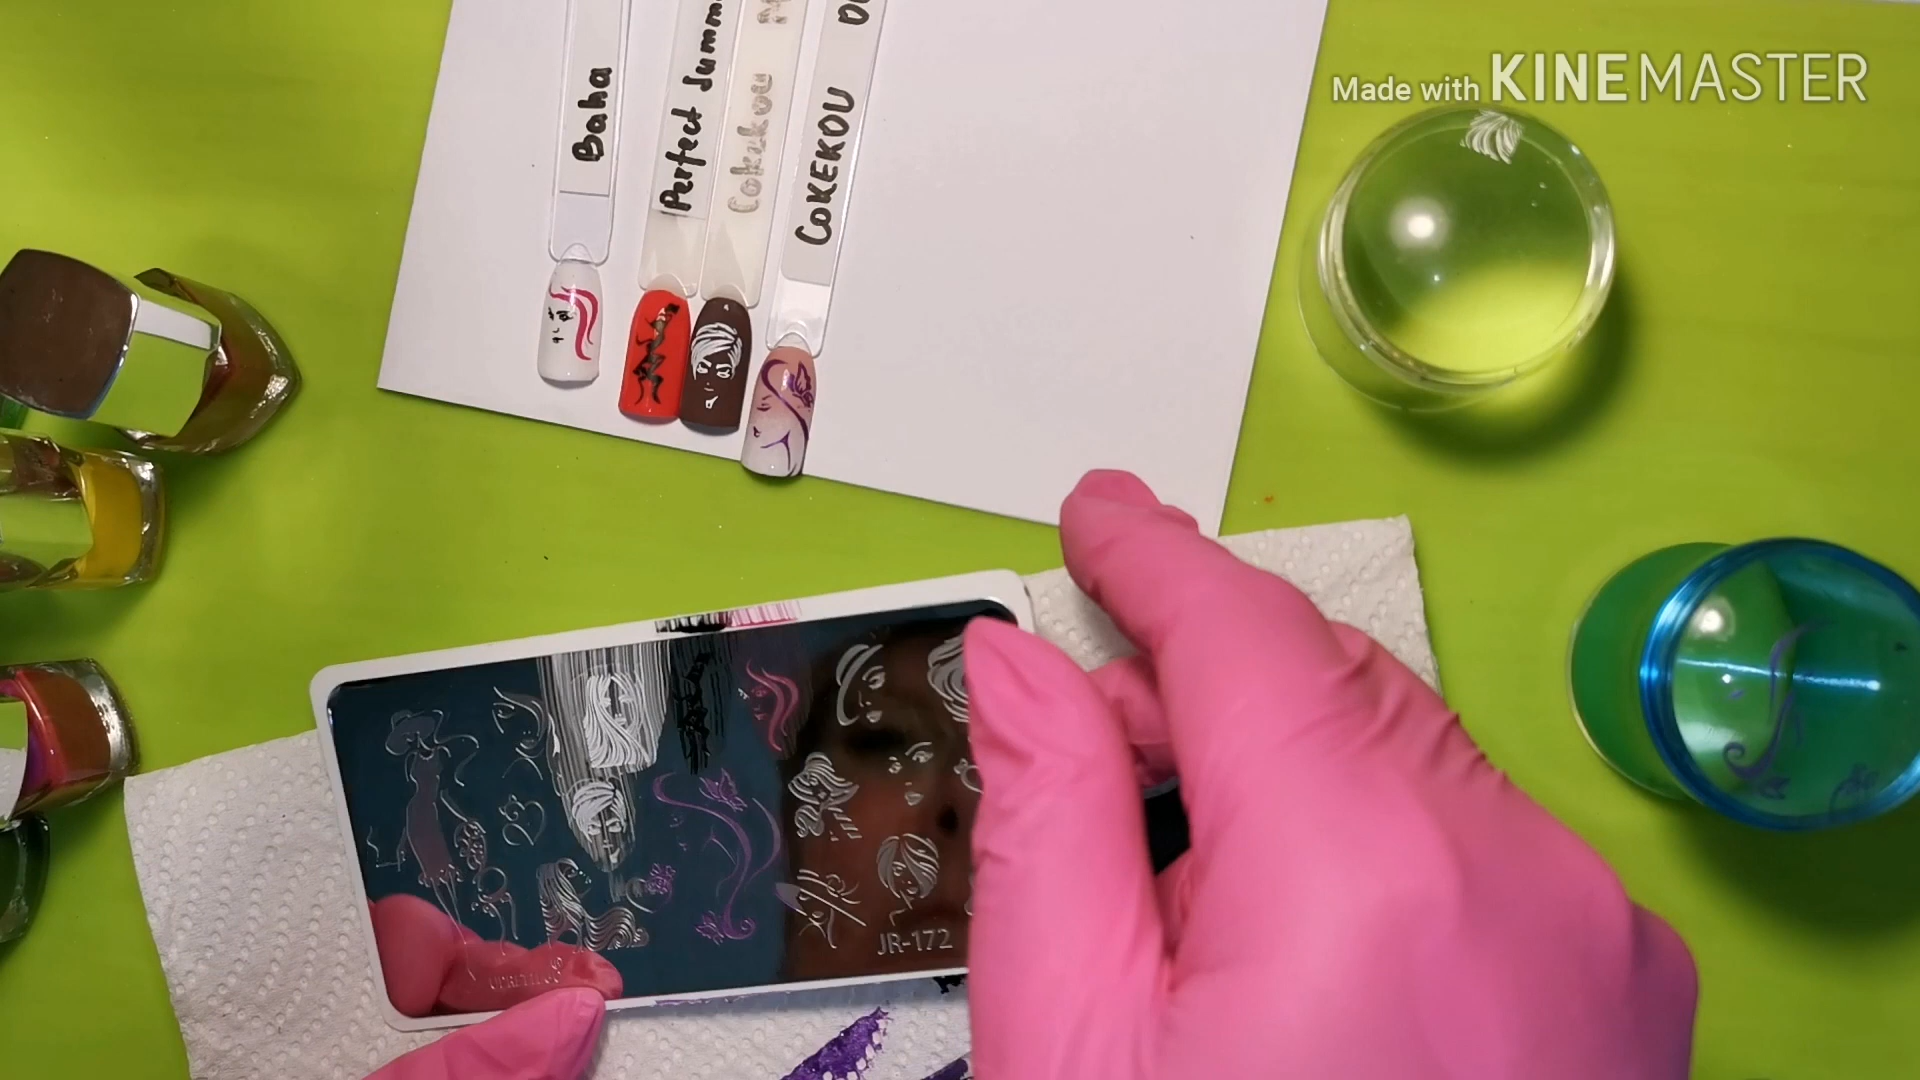 Made with KINEMASTER
Baha
Perfect Summ
Cokekou
COKEKOU
JR-172